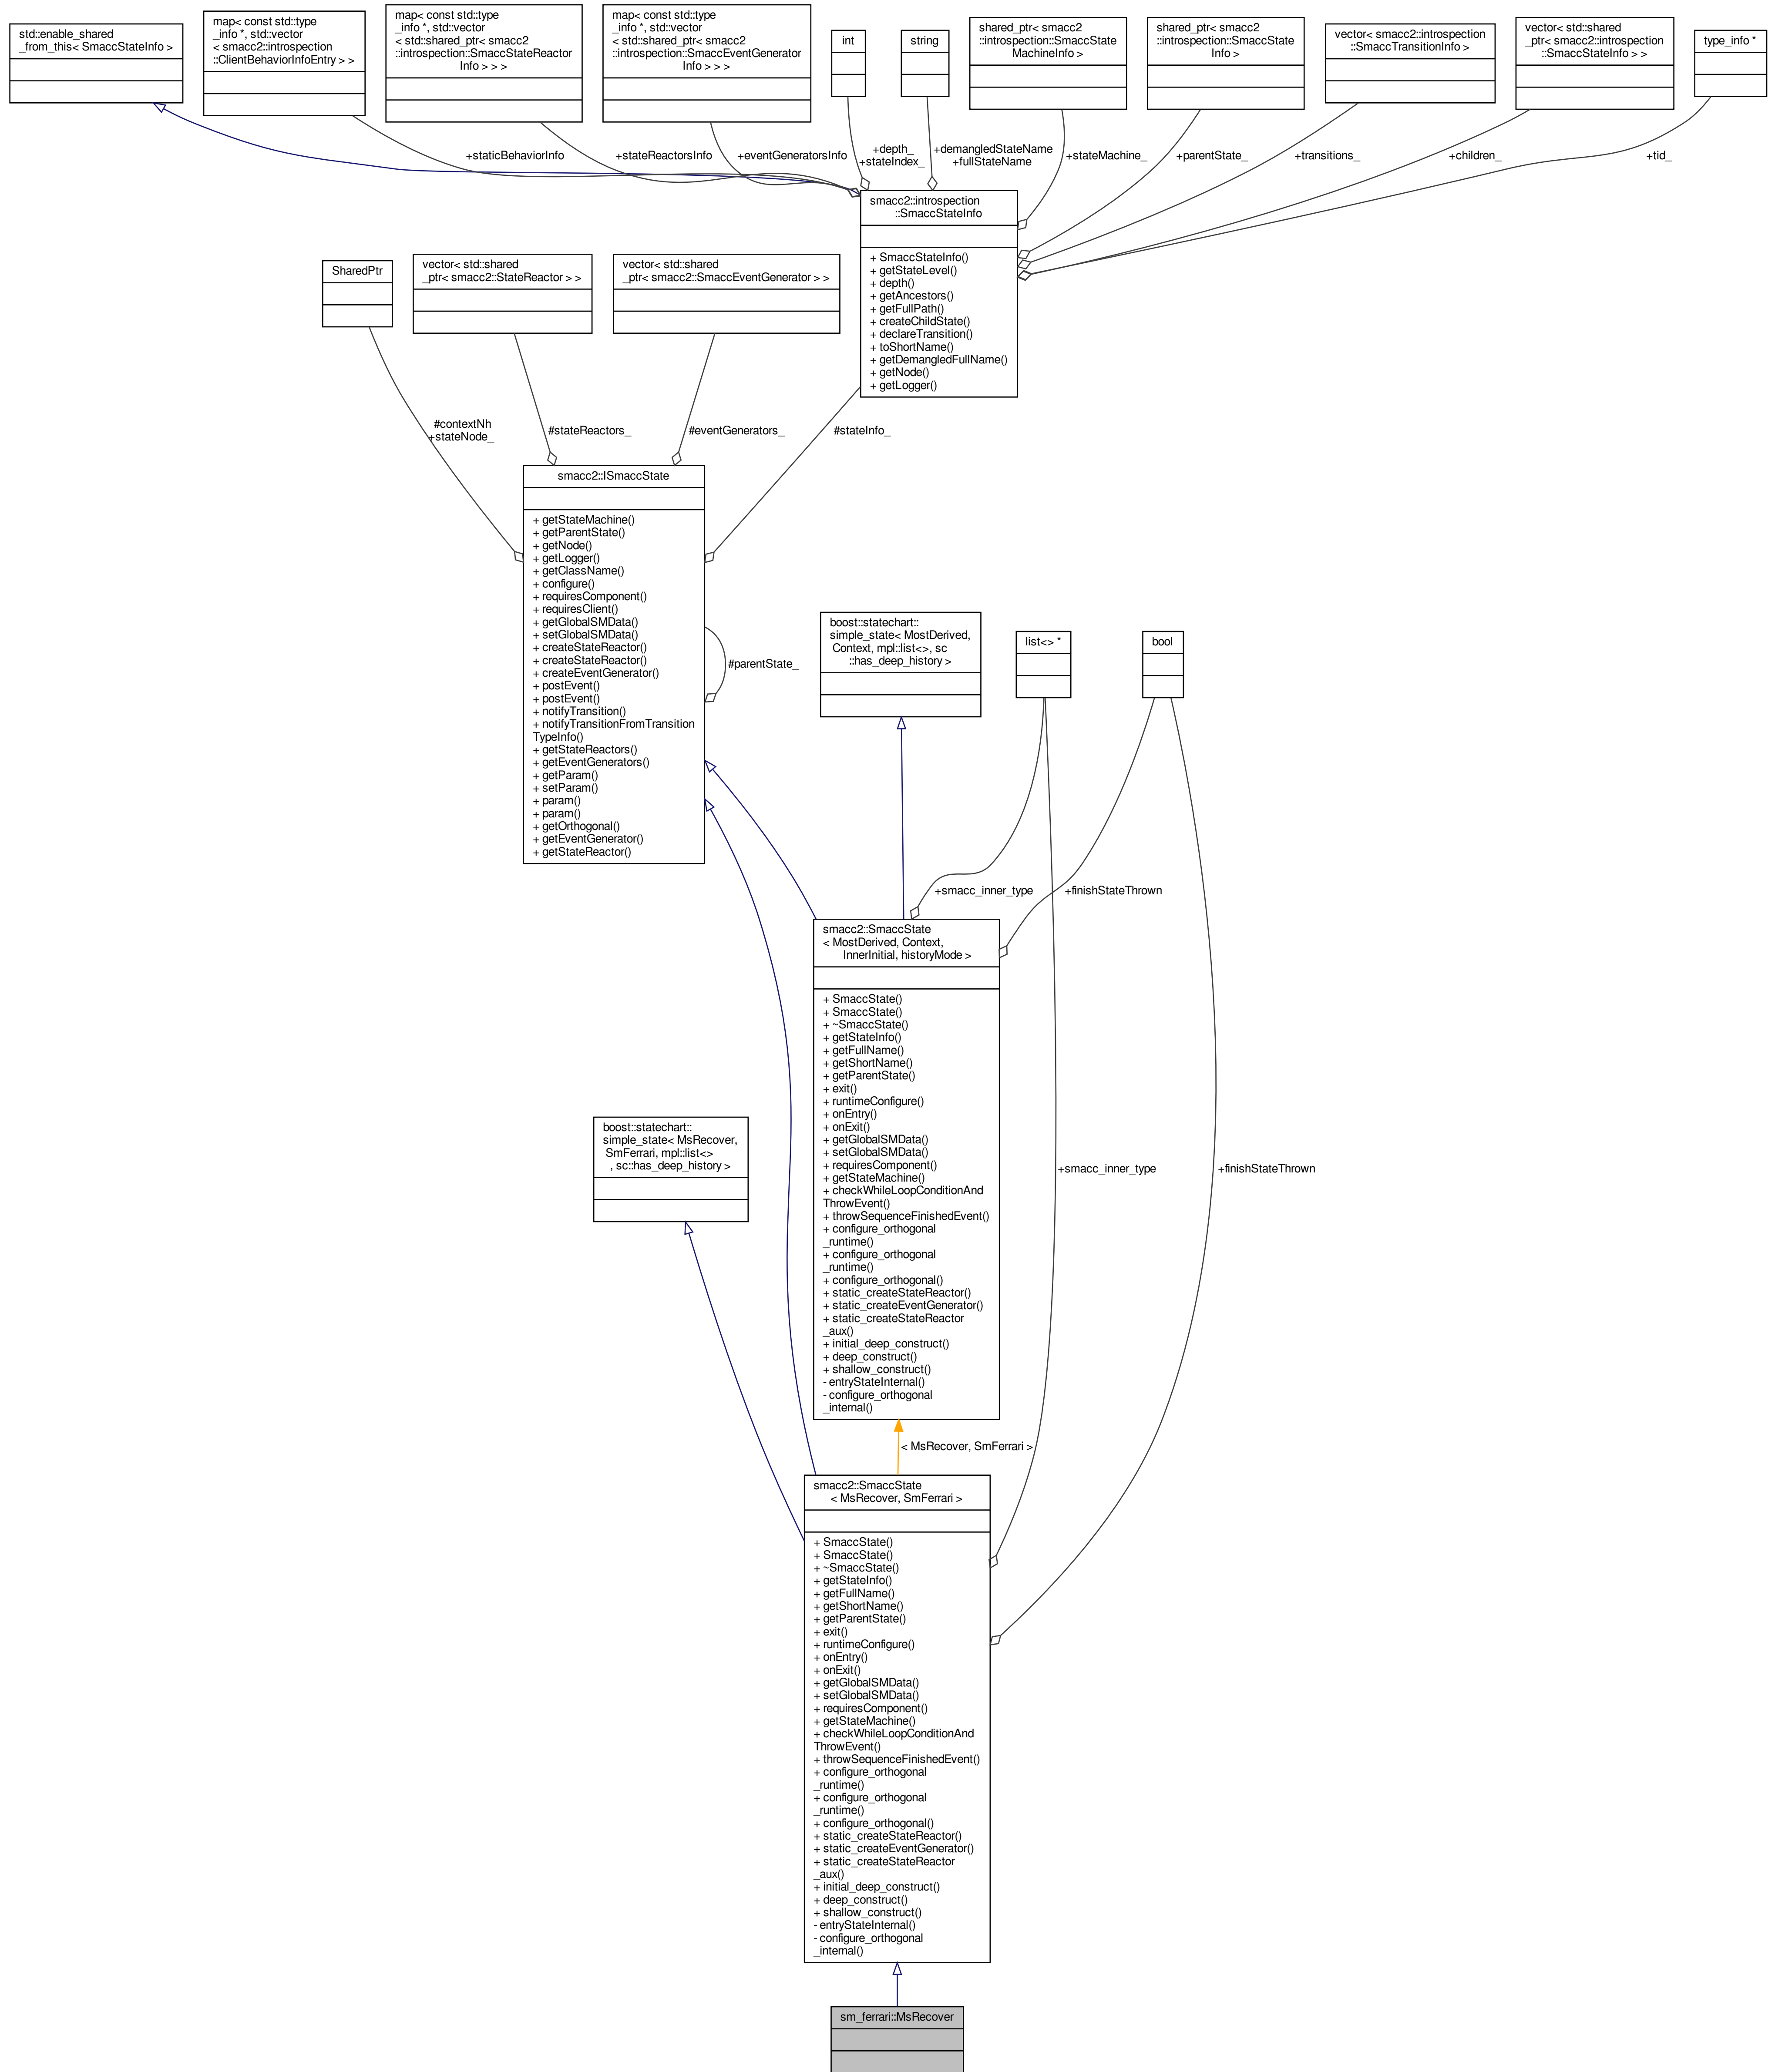 std::enable_shared
_from_this< SmaccStateInfo >
map< const std::type
_info *, std::vector
< smacc2::introspection
::ClientBehaviorInfoEntry > >
map< const std::type
_info *, std::vector
< std::shared_ptr< smacc2
::introspection::SmaccStateReactor
Info > > >
map< const std::type
_info *, std::vector
< std::shared_ptr< smacc2
::introspection::SmaccEventGenerator
Info > > >
int
string
shared_ptr< smacc2
::introspection::SmaccState
MachineInfo >
shared_ptr< smacc2
::introspection::SmaccState
Info >
vector< smacc2::introspection
::SmaccTransitionInfo >
vector< std::shared
_ptr< smacc2::introspection
::SmaccStateInfo > >
type_info *
+staticBehaviorInfo
+stateReactorsInfo
+eventGeneratorsInfo
+depth_
+stateIndex_
+demangledStateName
+fullStateName
+stateMachine_
+parentState_
+transitions_
+children_
+tid_
smacc2::introspection
::SmaccStateInfo
+ SmaccStateInfo()
+ getStateLevel()
+ depth()
+ getAncestors()
+ getFullPath()
+ createChildState()
+ declareTransition()
+ toShortName()
+ getDemangledFullName()
+ getNode()
+ getLogger()
SharedPtr
vector< std::shared
_ptr< smacc2::StateReactor > >
vector< std::shared
_ptr< smacc2::SmaccEventGenerator > >
#contextNh
+stateNode_
#stateReactors_
#eventGenerators_
#stateInfo_
smacc2::ISmaccState
+ getStateMachine()
+ getParentState()
+ getNode()
+ getLogger()
+ getClassName()
+ configure()
+ requiresComponent()
+ requiresClient()
+ getGlobalSMData()
+ setGlobalSMData()
+ createStateReactor()
+ createStateReactor()
+ createEventGenerator()
+ postEvent()
+ postEvent()
+ notifyTransition()
+ notifyTransitionFromTransition
TypeInfo()
+ getStateReactors()
+ getEventGenerators()
+ getParam()
+ setParam()
+ param()
+ param()
+ getOrthogonal()
+ getEventGenerator()
+ getStateReactor()
#parentState_
boost::statechart::
simple_state< MostDerived,
Context, mpl::list<>, sc
::has_deep_history >
list<> *
bool
+smacc_inner_type
+finishStateThrown
smacc2::SmaccState
< MostDerived, Context,
InnerInitial, historyMode >
+ SmaccState()
+ SmaccState()
+ ~SmaccState()
+ getStateInfo()
+ getFullName()
+ getShortName()
+ getParentState()
+ exit()
+ runtimeConfigure()
+ onEntry()
+ onExit()
+ getGlobalSMData()
+ setGlobalSMData()
+ requiresComponent()
+ getStateMachine()
+ checkWhileLoopConditionAnd
ThrowEvent()
+ throwSequenceFinishedEvent()
+ configure_orthogonal
_runtime()
+ configure_orthogonal
_runtime()
+ configure_orthogonal()
+ static_createStateReactor()
+ static_createEventGenerator()
+ static_createStateReactor
_aux()
+ initial_deep_construct()
+ deep_construct()
+ shallow_construct()
- entryStateInternal()
- configure_orthogonal
_internal()
boost::statechart::
simple_state< MsRecover,
SmFerrari, mpl::list<>
, sc::has_deep_history >
+smacc_inner_type
+finishStateThrown
< MsRecover, SmFerrari >
smacc2::SmaccState
< MsRecover, SmFerrari >
+ SmaccState()
+ SmaccState()
+ ~SmaccState()
+ getStateInfo()
+ getFullName()
+ getShortName()
+ getParentState()
+ exit()
+ runtimeConfigure()
+ onEntry()
+ onExit()
+ getGlobalSMData()
+ setGlobalSMData()
+ requiresComponent()
+ getStateMachine()
+ checkWhileLoopConditionAnd
ThrowEvent()
+ throwSequenceFinishedEvent()
+ configure_orthogonal
_runtime()
+ configure_orthogonal
_runtime()
+ configure_orthogonal()
+ static_createStateReactor()
+ static_createEventGenerator()
+ static_createStateReactor
_aux()
+ initial_deep_construct()
+ deep_construct()
+ shallow_construct()
- entryStateInternal()
- configure_orthogonal
_internal()
sm_ferrari::MsRecover